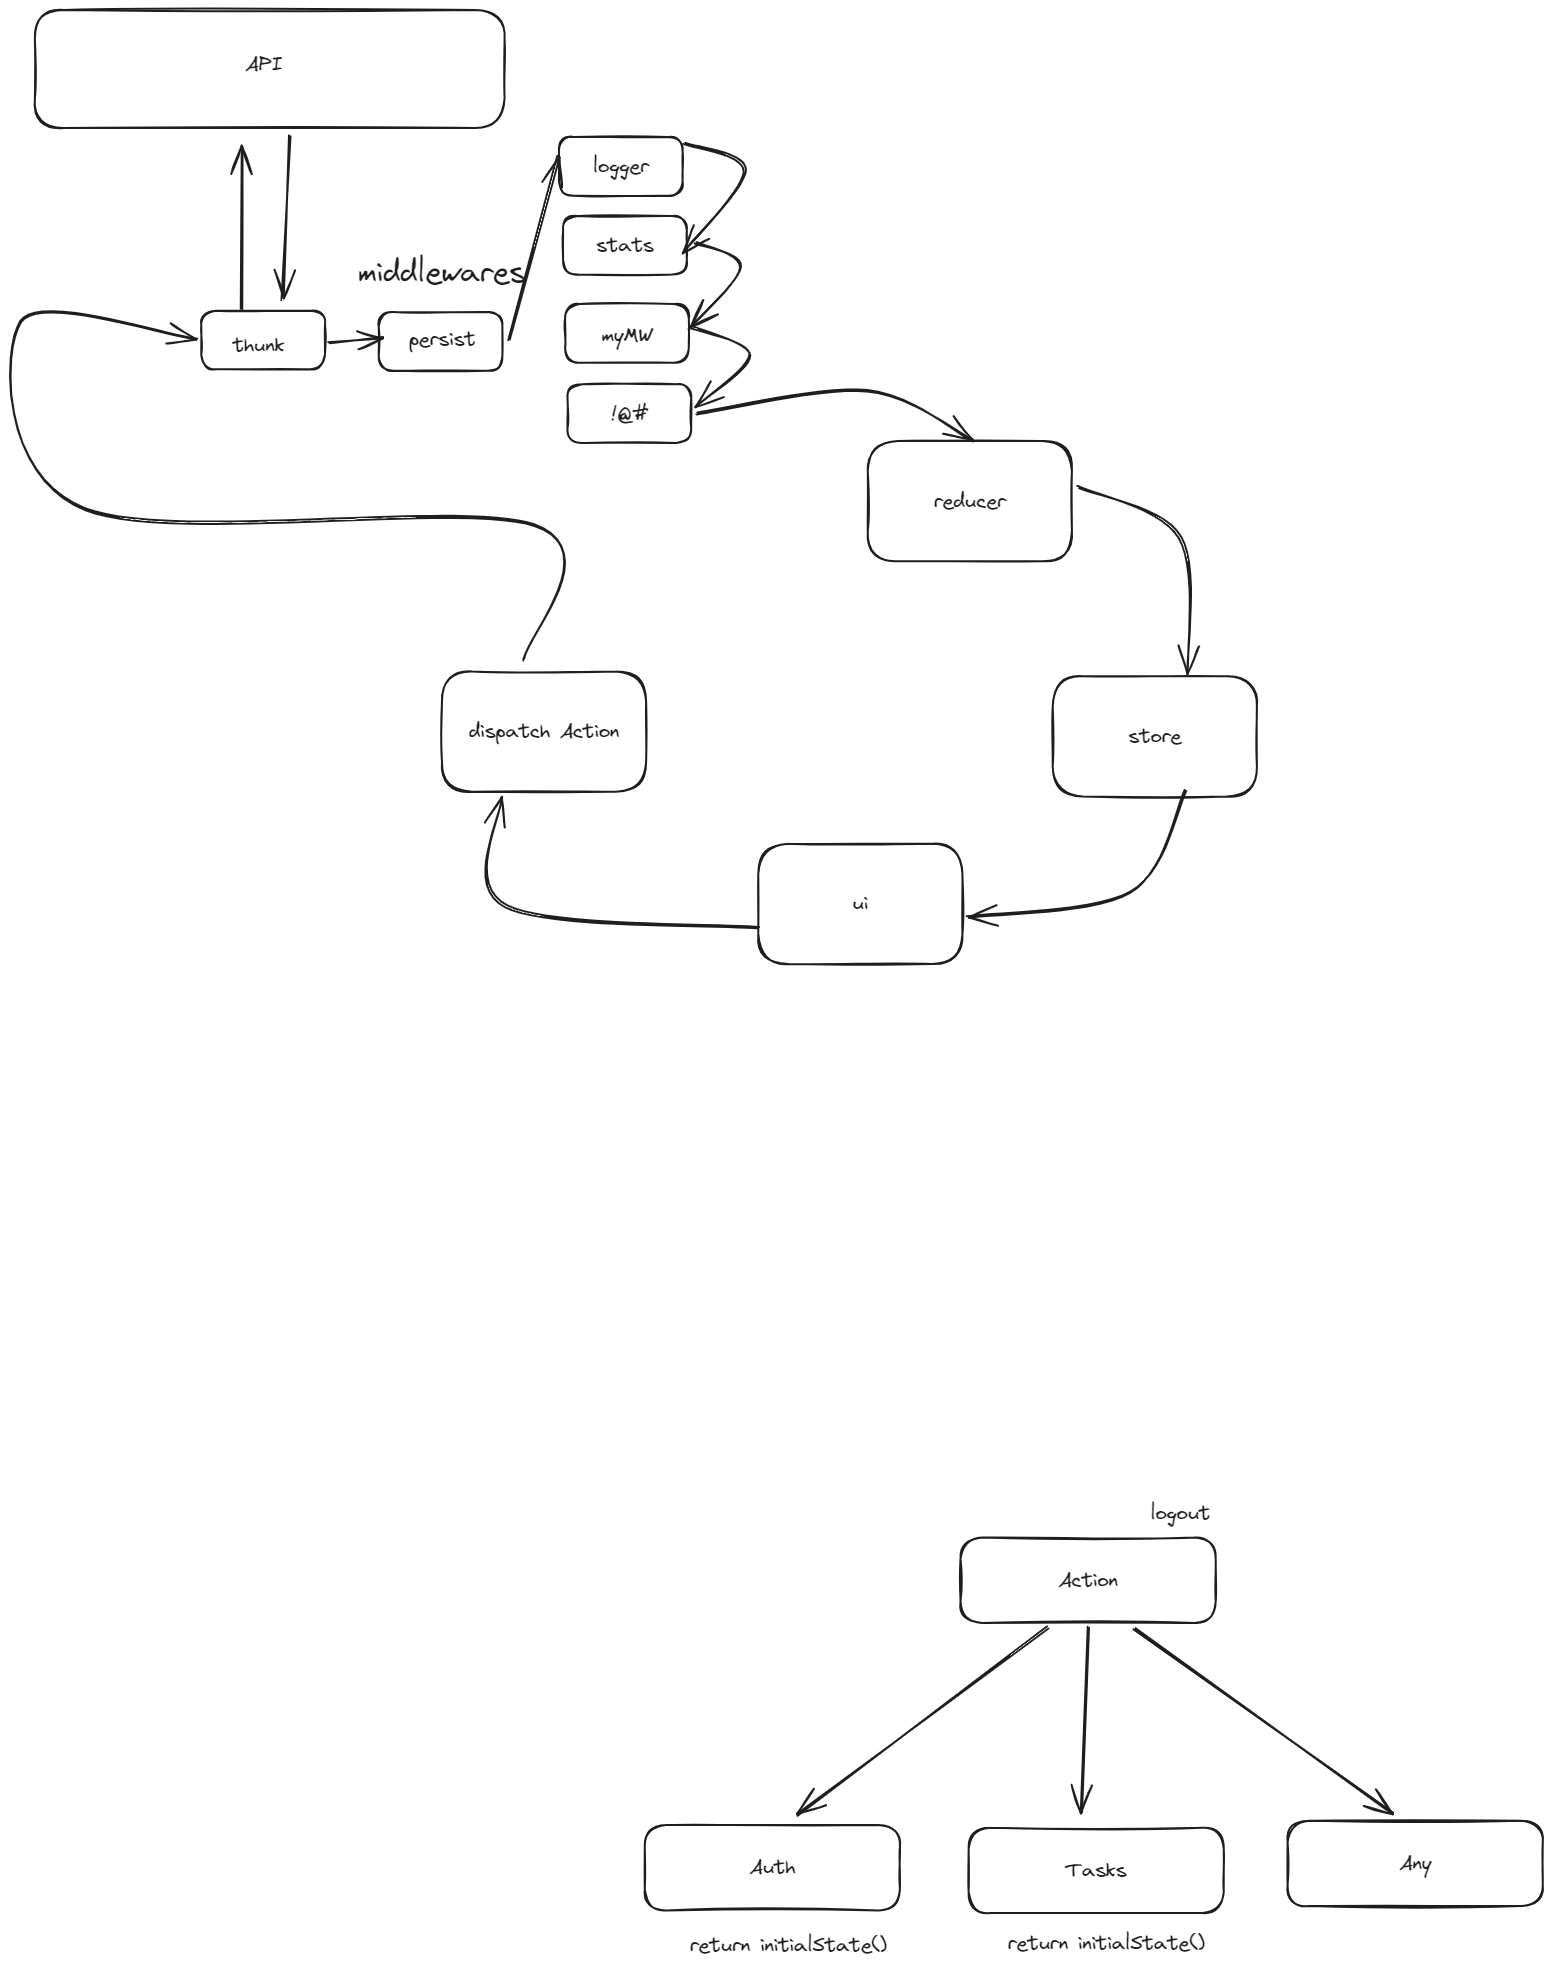 API
logger
stats
middlewares
thunk
persist
myMW
!@#
reducer
dispatch Action
store
ui
logout
Action
Auth
Tasks
Any
return initialState()
return initialState()